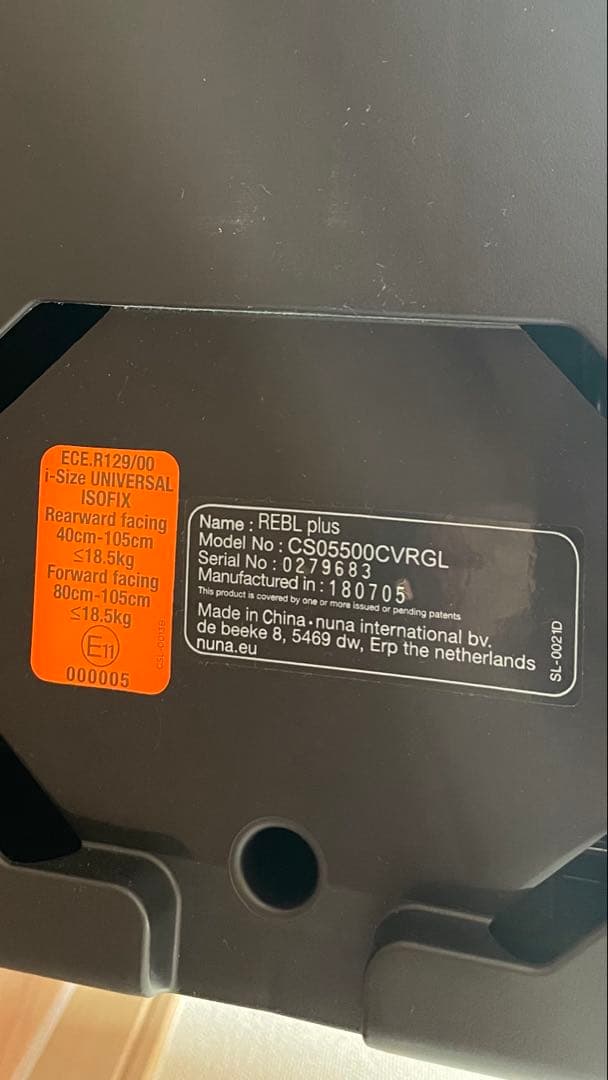 ECE.R129/00
i-Size UNIVERSAL
ISOFIX
Rearward facing
40cm-105cm
≤18.5kg
Forward facing
80cm-105cm
≤18.5kg
E11
000005
CSL-0013B
Name : REBL plus
Model No : CS05500CVRGL
Serial No : 0279683
Manufactured in : 180705
This product is covered by one or more issued or pending patents
Made in China • nuna international bv.
de beeke 8, 5469 dw, Erp the netherlands
nuna.eu
SL-0021D